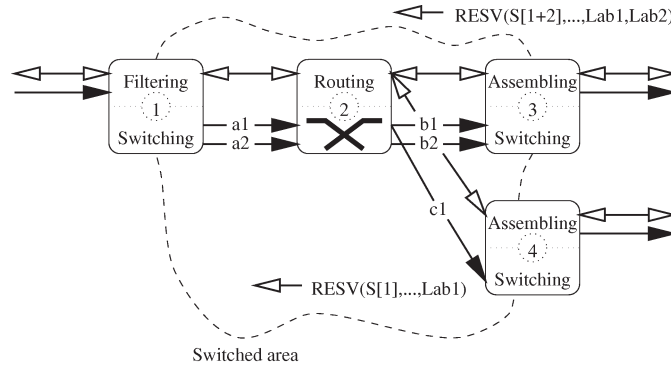 RESV(S[1+2],...,Lab1,Lab2)
Filtering
1
Switching
a1
a2
Routing
2
b1
b2
c1
Assembling
3
Switching
Assembling
4
Switching
RESV(S[1],...,Lab1)
Switched area